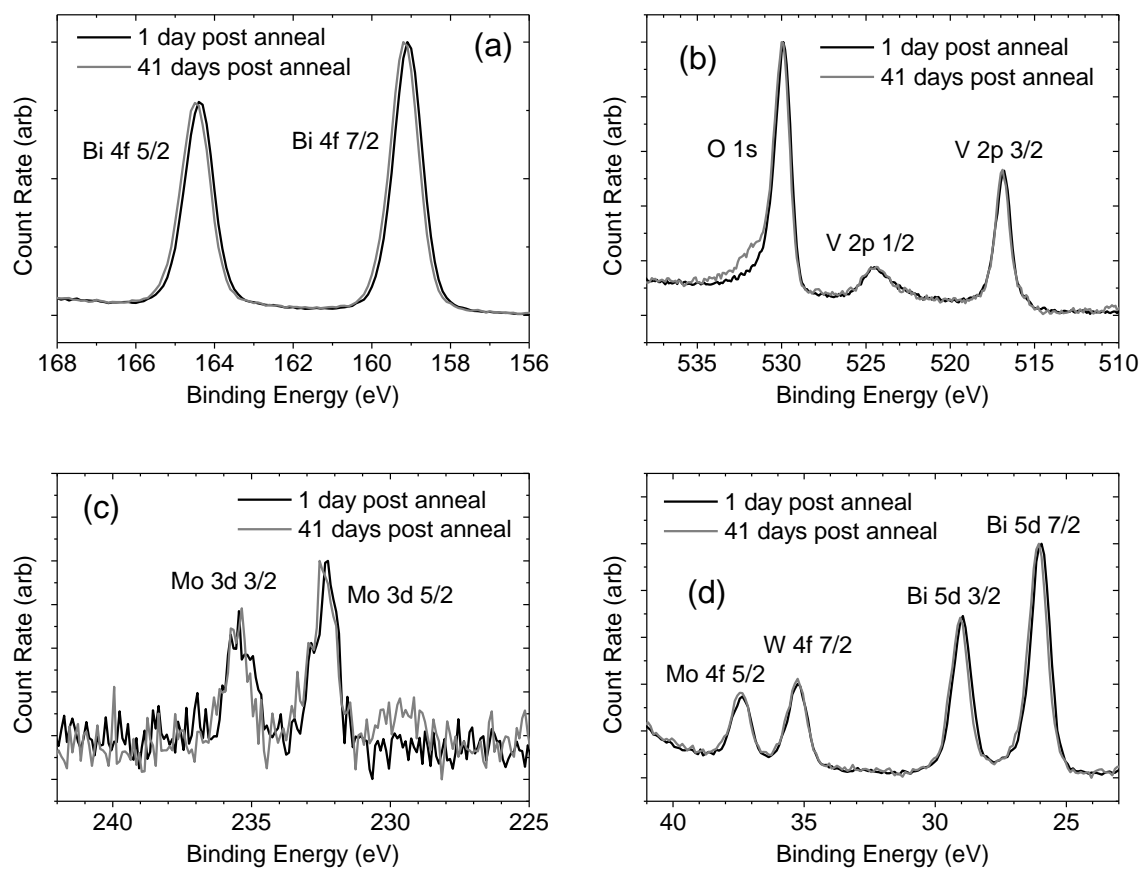 1 day post anneal
41 days post anneal
(a)
Bi 4f 5/2
Bi 4f 7/2
Count Rate (arb)
168 166 164 162 160 158 156
Binding Energy (eV)
1 day post anneal
41 days post anneal
(b)
O 1s
V 2p 3/2
V 2p 1/2
Count Rate (arb)
535 530 525 520 515 510
Binding Energy (eV)
(c)
1 day post anneal
41 days post anneal
Mo 3d 3/2
Mo 3d 5/2
Count Rate (arb)
240 235 230 225
Binding Energy (eV)
1 day post anneal
41 days post anneal
Bi 5d 7/2
(d)
Bi 5d 3/2
W 4f 7/2
Mo 4f 5/2
Count Rate (arb)
40 35 30 25
Binding Energy (eV)